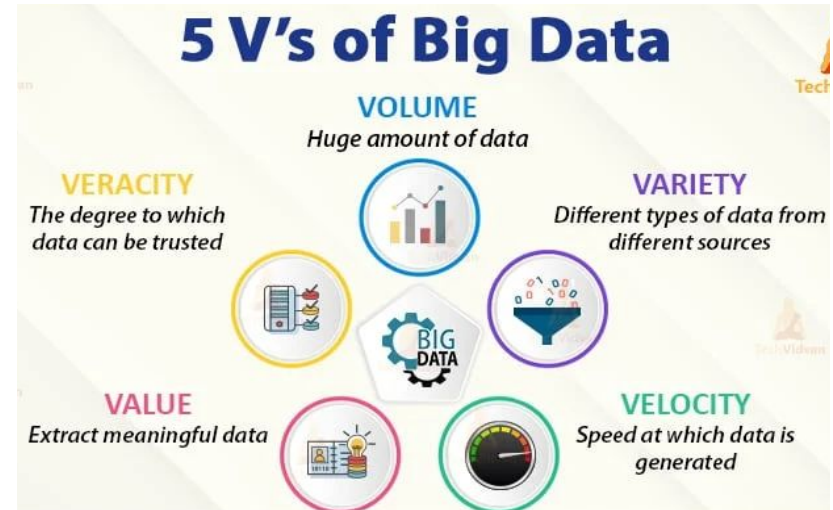 5 V's of Big Data
Tech
VOLUME
Huge amount of data
VERACITY
The degree to which
data can be trusted
VARIETY
Different types of data from
different sources
BIG
DATA
TechVidvan
VALUE
Extract meaningful data
VELOCITY
Speed at which data is
generated